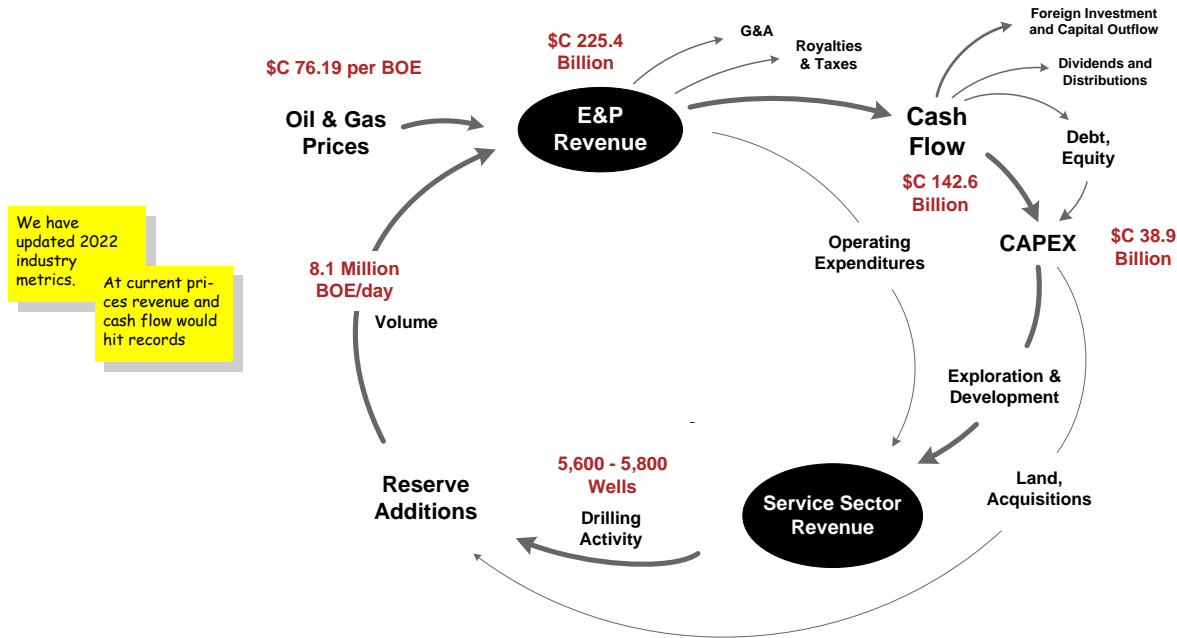 Foreign Investment
and Capital Outflow
G&A
$C 225.4
Billion
Royalties
& Taxes
$C 76.19 per BOE
Dividends and
Distributions
E&P
Revenue
Oil & Gas
Prices
Cash
Flow
Debt,
Equity
$C 142.6
Billion
We have
updated 2022
industry
metrics.
At current pri-
ces revenue and
cash flow would
hit records
Operating
Expenditures
CAPEX
$C 38.9
Billion
8.1 Million
BOE/day
Volume
Exploration &
Development
5,600 - 5,800
Wells
Reserve
Additions
Drilling
Activity
Service Sector
Revenue
Land,
Acquisitions